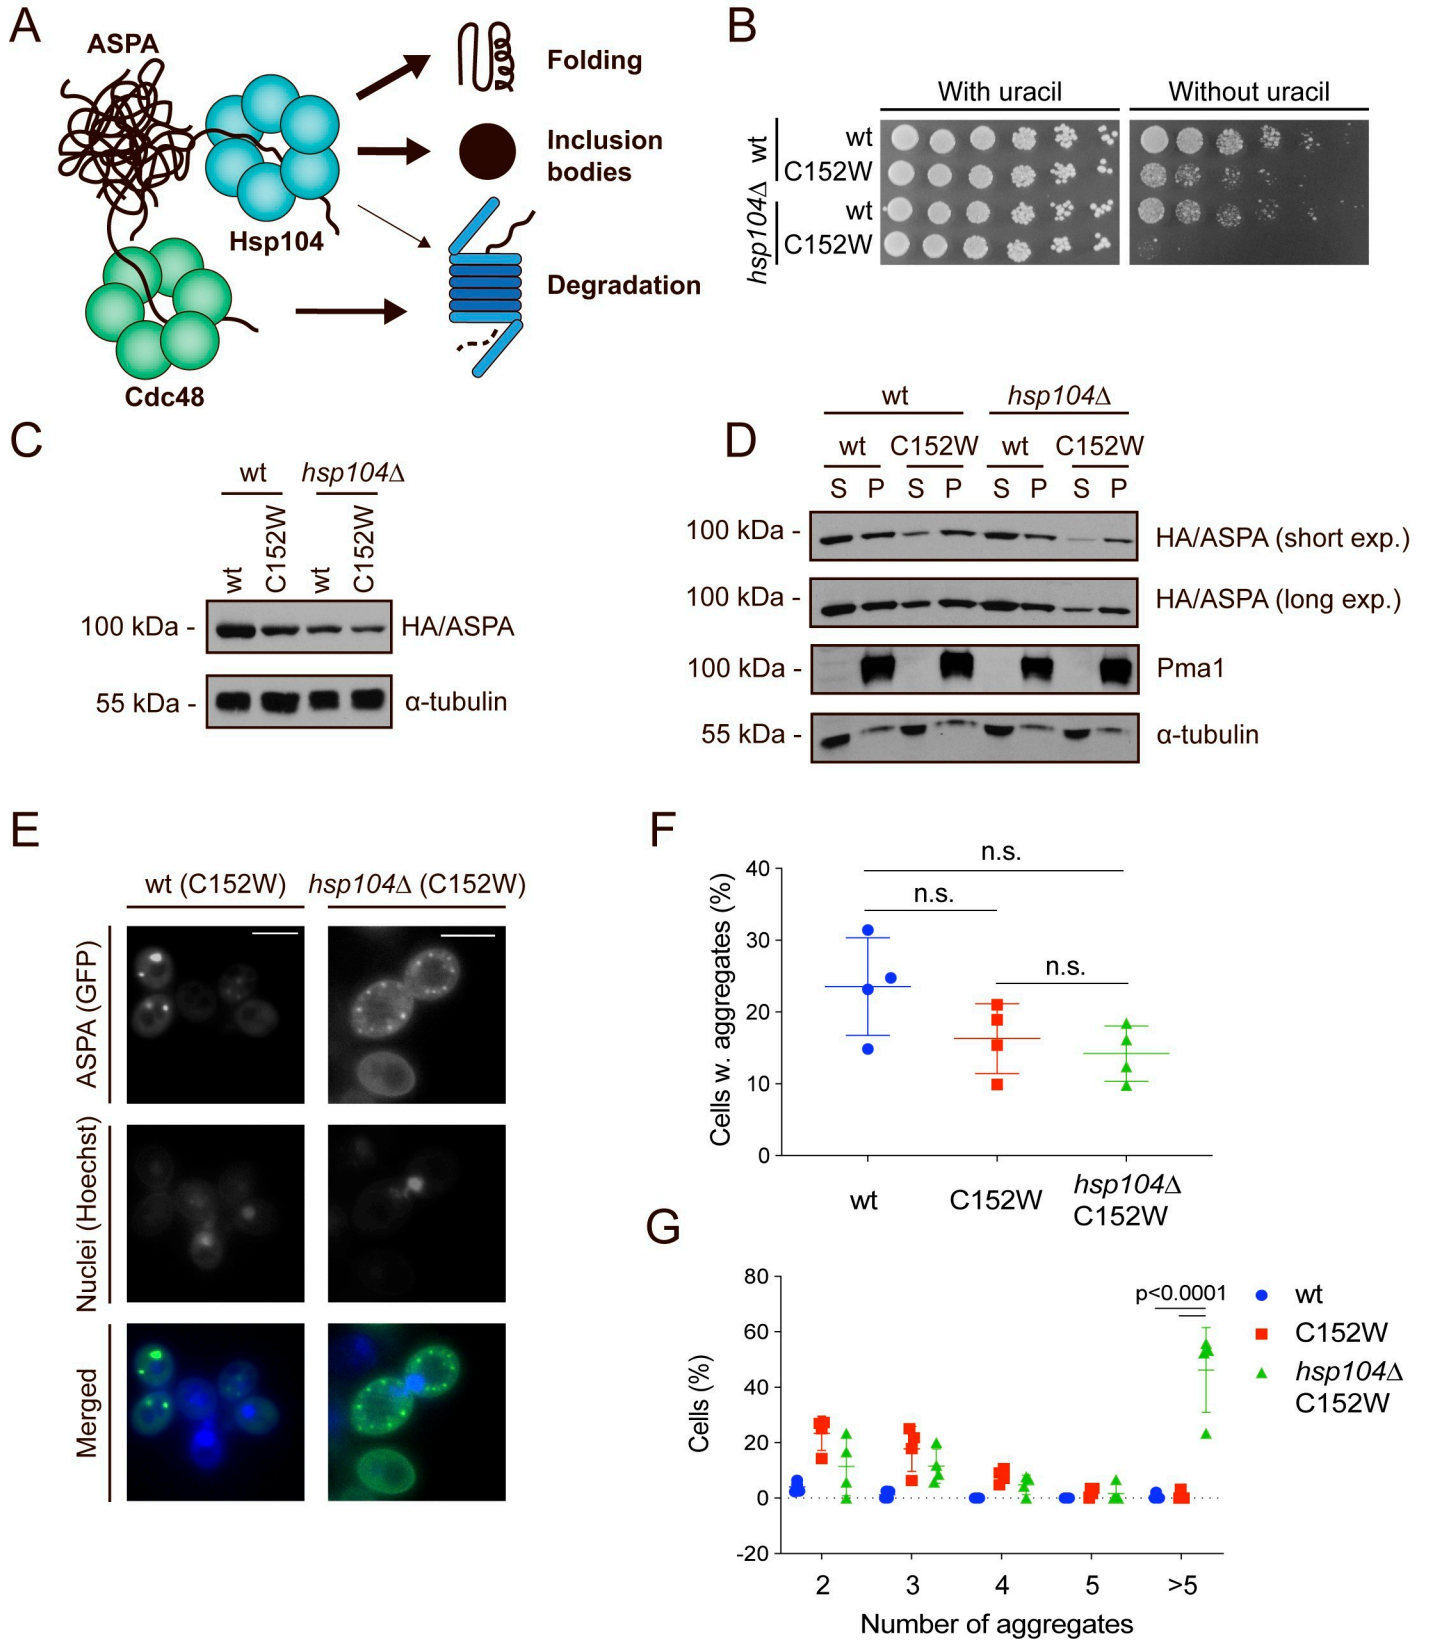 A
ASPA
Folding
Inclusion
bodies
Hsp104
Degradation
Cdc48
B
With uracil
Without uracil
wt
hsp104Δ
wt
C152W
wt
C152W
C
wt
hsp104Δ
wt
C152W
wt
C152W
100 kDa -
HA/ASPA
55 kDa -
α-tubulin
D
wt
hsp104Δ
wt
C152W
wt
C152W
S P S P S P S P
100 kDa -
HA/ASPA (short exp.)
100 kDa -
HA/ASPA (long exp.)
100 kDa -
Pma1
55 kDa -
α-tubulin
E
wt (C152W)
hsp104Δ (C152W)
ASPA (GFP)
Nuclei (Hoechst)
Merged
F
n.s.
n.s.
n.s.
Cells w. aggregates (%)
40
30
20
10
0
wt
C152W
hsp104Δ
C152W
G
Cells (%)
80
60
40
20
0
-20
p<0.0001
2
3
4
5
>5
Number of aggregates
wt
C152W
hsp104Δ
C152W